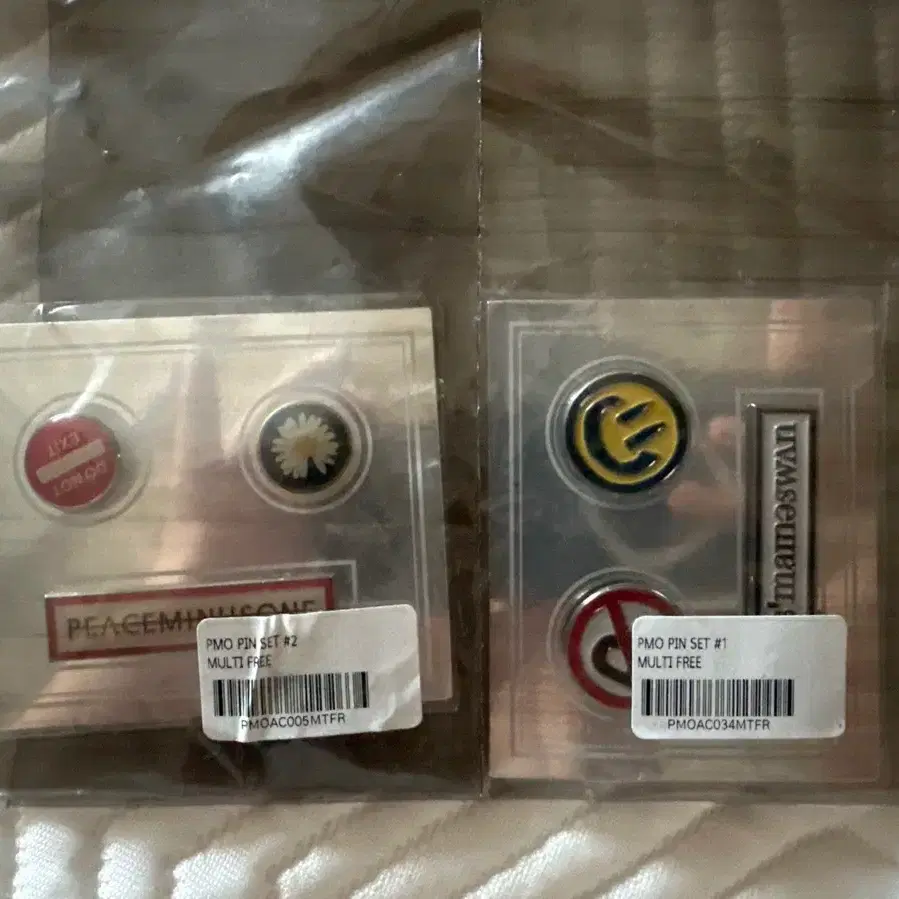 DO NOT
EXIT
PEACEMINUSONE
PMO PIN SET #2
MULTI FREE
PMOAC005MTFR
PMO PIN SET #1
MULTI FREE
PMOAC034MTFR